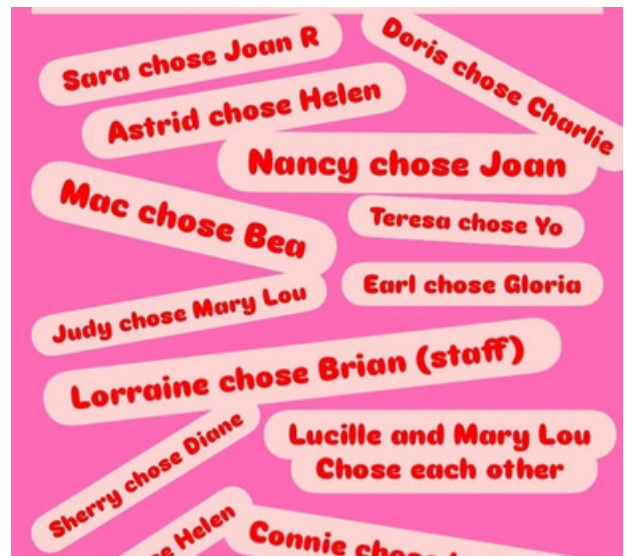 Sara chose Joan R
Doris chose Charlie
Astrid chose Helen
Nancy chose Joan
Mac chose Bea
Teresa chose Yo
Earl chose Gloria
Judy chose Mary Lou
Lorraine chose Brian (staff)
Lucille and Mary Lou
Chose each other
Sherry chose Diane
Helen
Connie chose